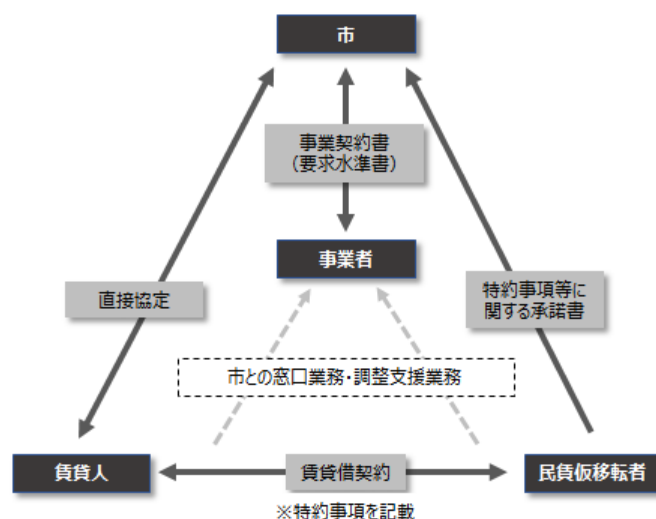 市
事業契約書
（要求水準書）
事業者
直接協定
特約事項等に
関する承諾書
市との窓口業務・調整支援業務
賃貸人
賃貸借契約
民賃仮移転者
※特約事項を記載